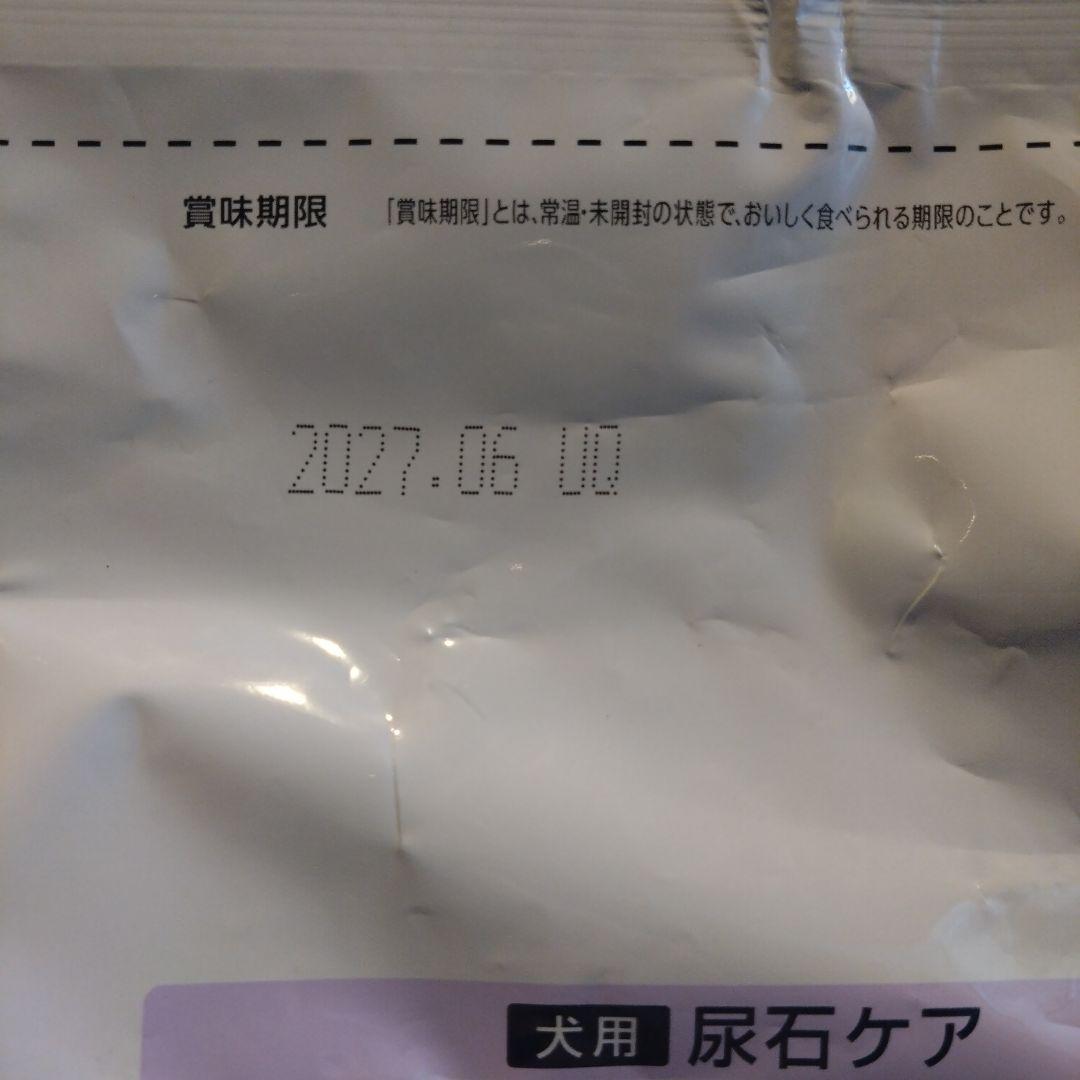 賞味期限 「賞味期限」とは、常温・未開封の状態で、おいしく食べられる期限のことです。
2027.06 UQ
犬用 尿石ケア